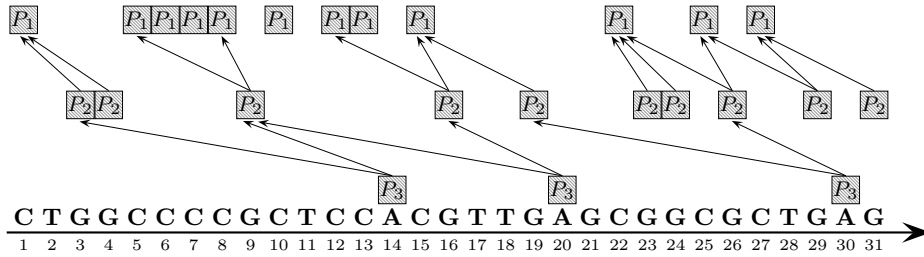 P₁ P₁ P₁ P₁ P₁ P₁ P₁ P₁ P₁ P₁ P₁ P₁
P₂ P₂ P₂ P₂ P₂ P₂ P₂ P₂ P₂ P₂
P₃ P₃ P₃
C T G G C C C C G C T C C A C G T T G A G C G G C G C T G A G
1 2 3 4 5 6 7 8 9 10 11 12 13 14 15 16 17 18 19 20 21 22 23 24 25 26 27 28 29 30 31